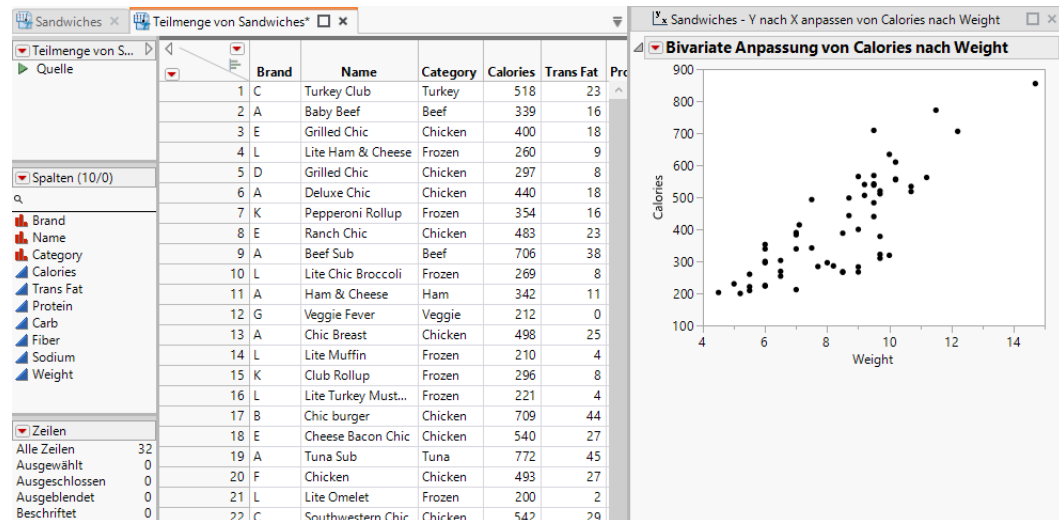 Sandwiches
Teilmenge von Sandwiches*
Teilmenge von S...
Quelle
Spalten (10/0)
Brand
Name
Category
Calories
Trans Fat
Protein
Carb
Fiber
Sodium
Weight
Zeilen
Alle Zeilen 32
Ausgewählt 0
Ausgeschlossen 0
Ausgeblendet 0
Beschriftet 0
Brand Name Category Calories Trans Fat Pro
1 C Turkey Club Turkey 518 23
2 A Baby Beef Beef 339 16
3 E Grilled Chic Chicken 400 18
4 L Lite Ham & Cheese Frozen 260 9
5 D Grilled Chic Chicken 297 8
6 A Deluxe Chic Chicken 440 18
7 K Pepperoni Rollup Frozen 354 16
8 E Ranch Chic Chicken 483 23
9 A Beef Sub Beef 706 38
10 L Lite Chic Broccoli Frozen 269 8
11 A Ham & Cheese Ham 342 11
12 G Veggie Fever Veggie 212 0
13 A Chic Breast Chicken 498 25
14 L Lite Muffin Frozen 210 4
15 K Club Rollup Frozen 296 8
16 L Lite Turkey Must... Frozen 221 4
17 B Chic burger Chicken 709 44
18 E Cheese Bacon Chic Chicken 540 27
19 A Tuna Sub Tuna 772 45
20 F Chicken Chicken 493 27
21 L Lite Omelet Frozen 200 2
22 C Southwestern Chic Chicken 542 29
Sandwiches - Y nach X anpassen von Calories nach Weight
Bivariate Anpassung von Calories nach Weight
900
800
700
600
500
400
300
200
100
Calories
4 6 8 10 12 14
Weight